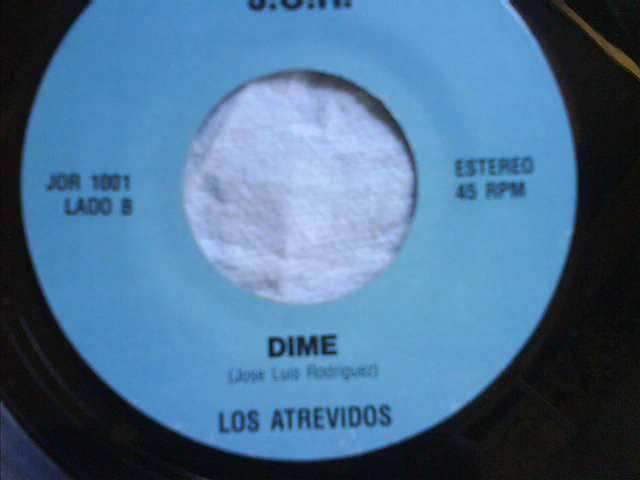 J.O.R.
JOR 1001
LADO B
ESTEREO
45 RPM
DIME
(Jose Luis Rodriguez)
LOS ATREVIDOS